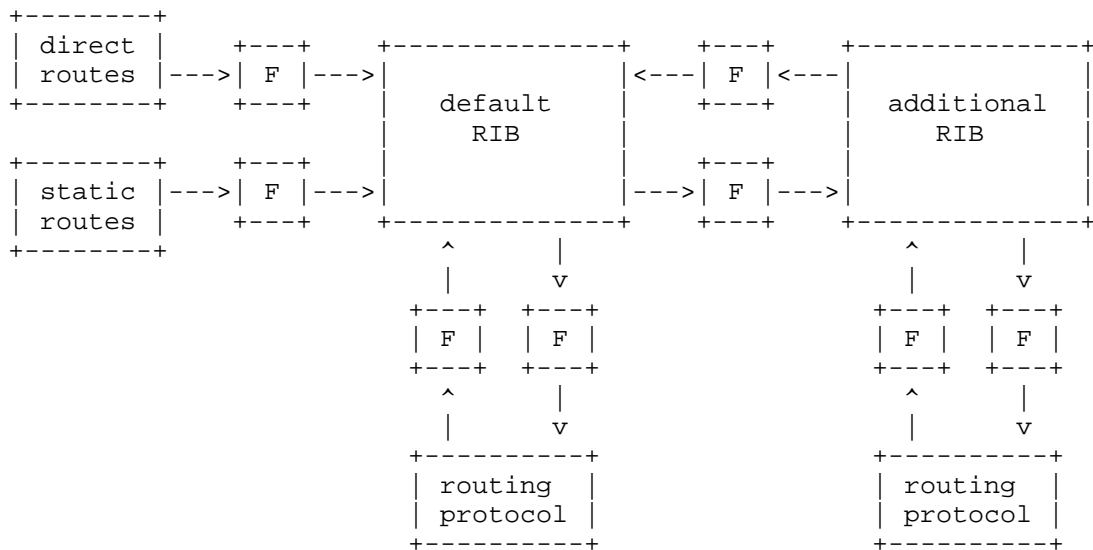 direct
routes
F
default
RIB
F
additional
RIB
static
routes
F
F
F
F
F
F
routing
protocol
routing
protocol